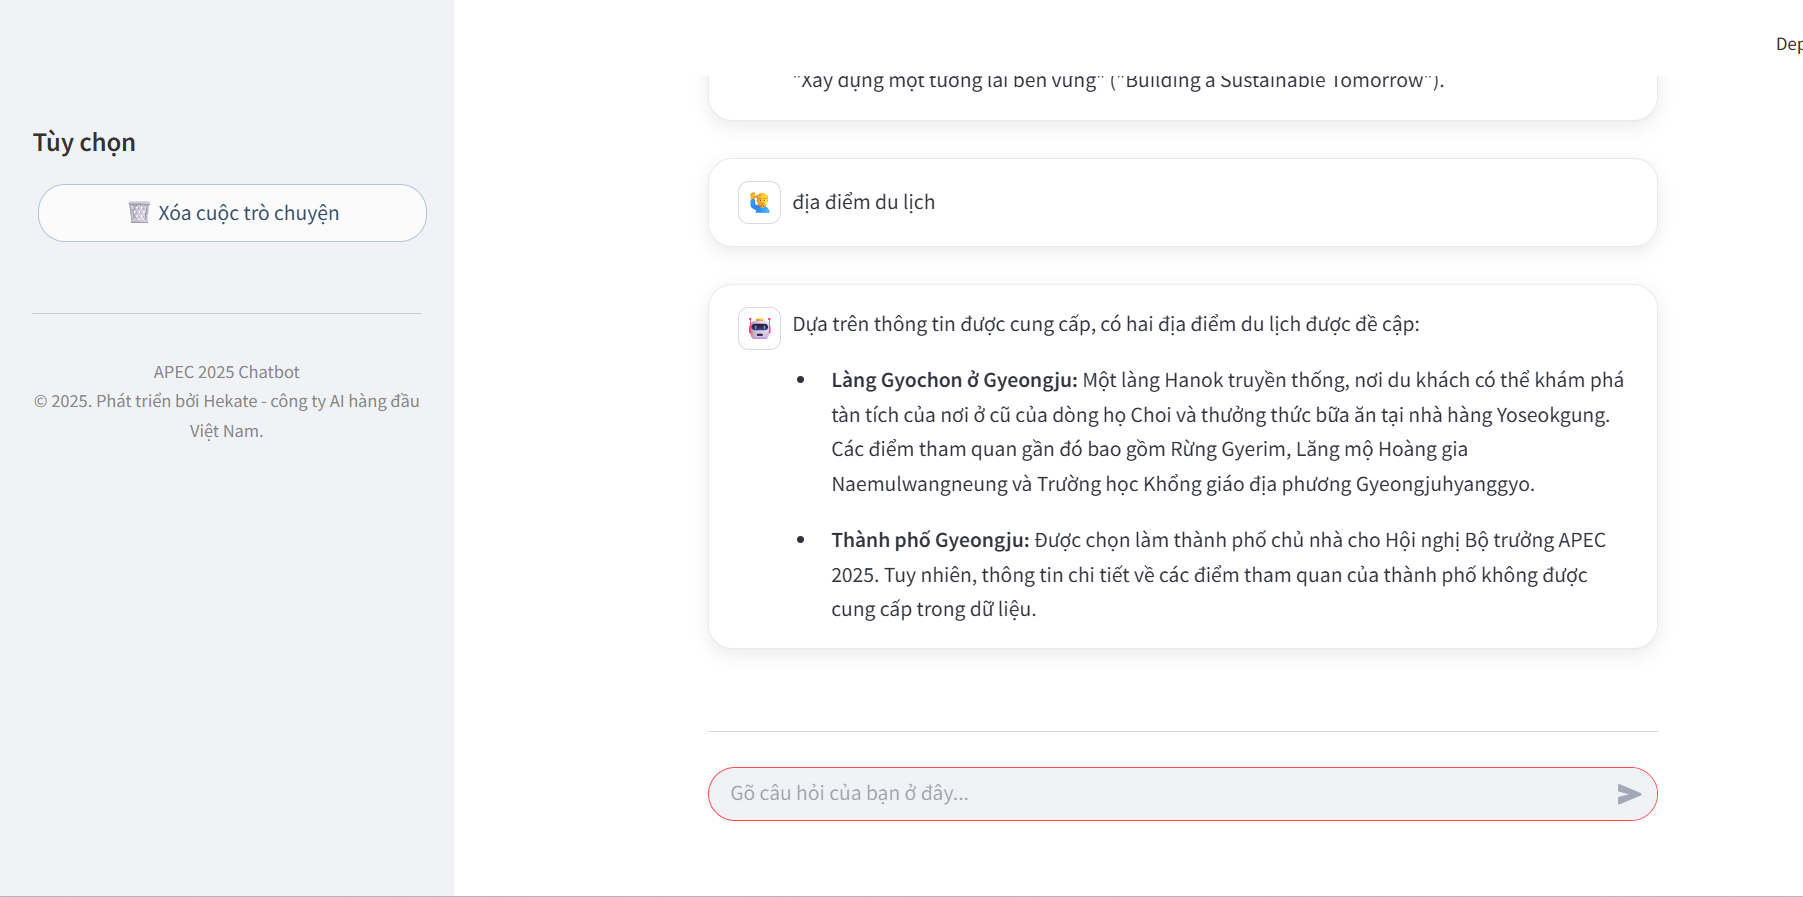 Dep
"Xây dựng một tương lai bền vững" ("Building a Sustainable Tomorrow").
Tùy chọn
Xóa cuộc trò chuyện
APEC 2025 Chatbot
© 2025. Phát triển bởi Hekate - công ty AI hàng đầu
Việt Nam.
địa điểm du lịch
Dựa trên thông tin được cung cấp, có hai địa điểm du lịch được đề cập:
Làng Gyochon ở Gyeongju: Một làng Hanok truyền thống, nơi du khách có thể khám phá
tàn tích của nơi ở cũ của dòng họ Choi và thưởng thức bữa ăn tại nhà hàng Yoseokgung.
Các điểm tham quan gần đó bao gồm Rừng Gyerim, Lăng mộ Hoàng gia
Naemulwangneung và Trường học Khổng giáo địa phương Gyeongjuhyanggyo.
Thành phố Gyeongju: Được chọn làm thành phố chủ nhà cho Hội nghị Bộ trưởng APEC
2025. Tuy nhiên, thông tin chi tiết về các điểm tham quan của thành phố không được
cung cấp trong dữ liệu.
Gõ câu hỏi của bạn ở đây...